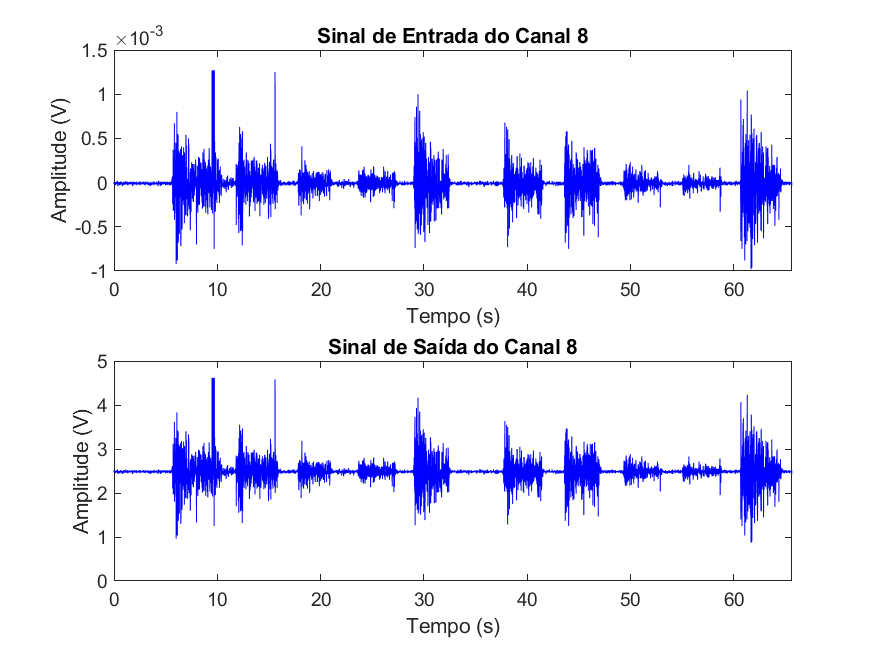 ×10-3
Sinal de Entrada do Canal 8
1.5
1
0.5
0
-0.5
-1
Amplitude (V)
0 10 20 30 40 50 60
Tempo (s)
Sinal de Saída do Canal 8
5
4
3
2
1
0
Amplitude (V)
0 10 20 30 40 50 60
Tempo (s)